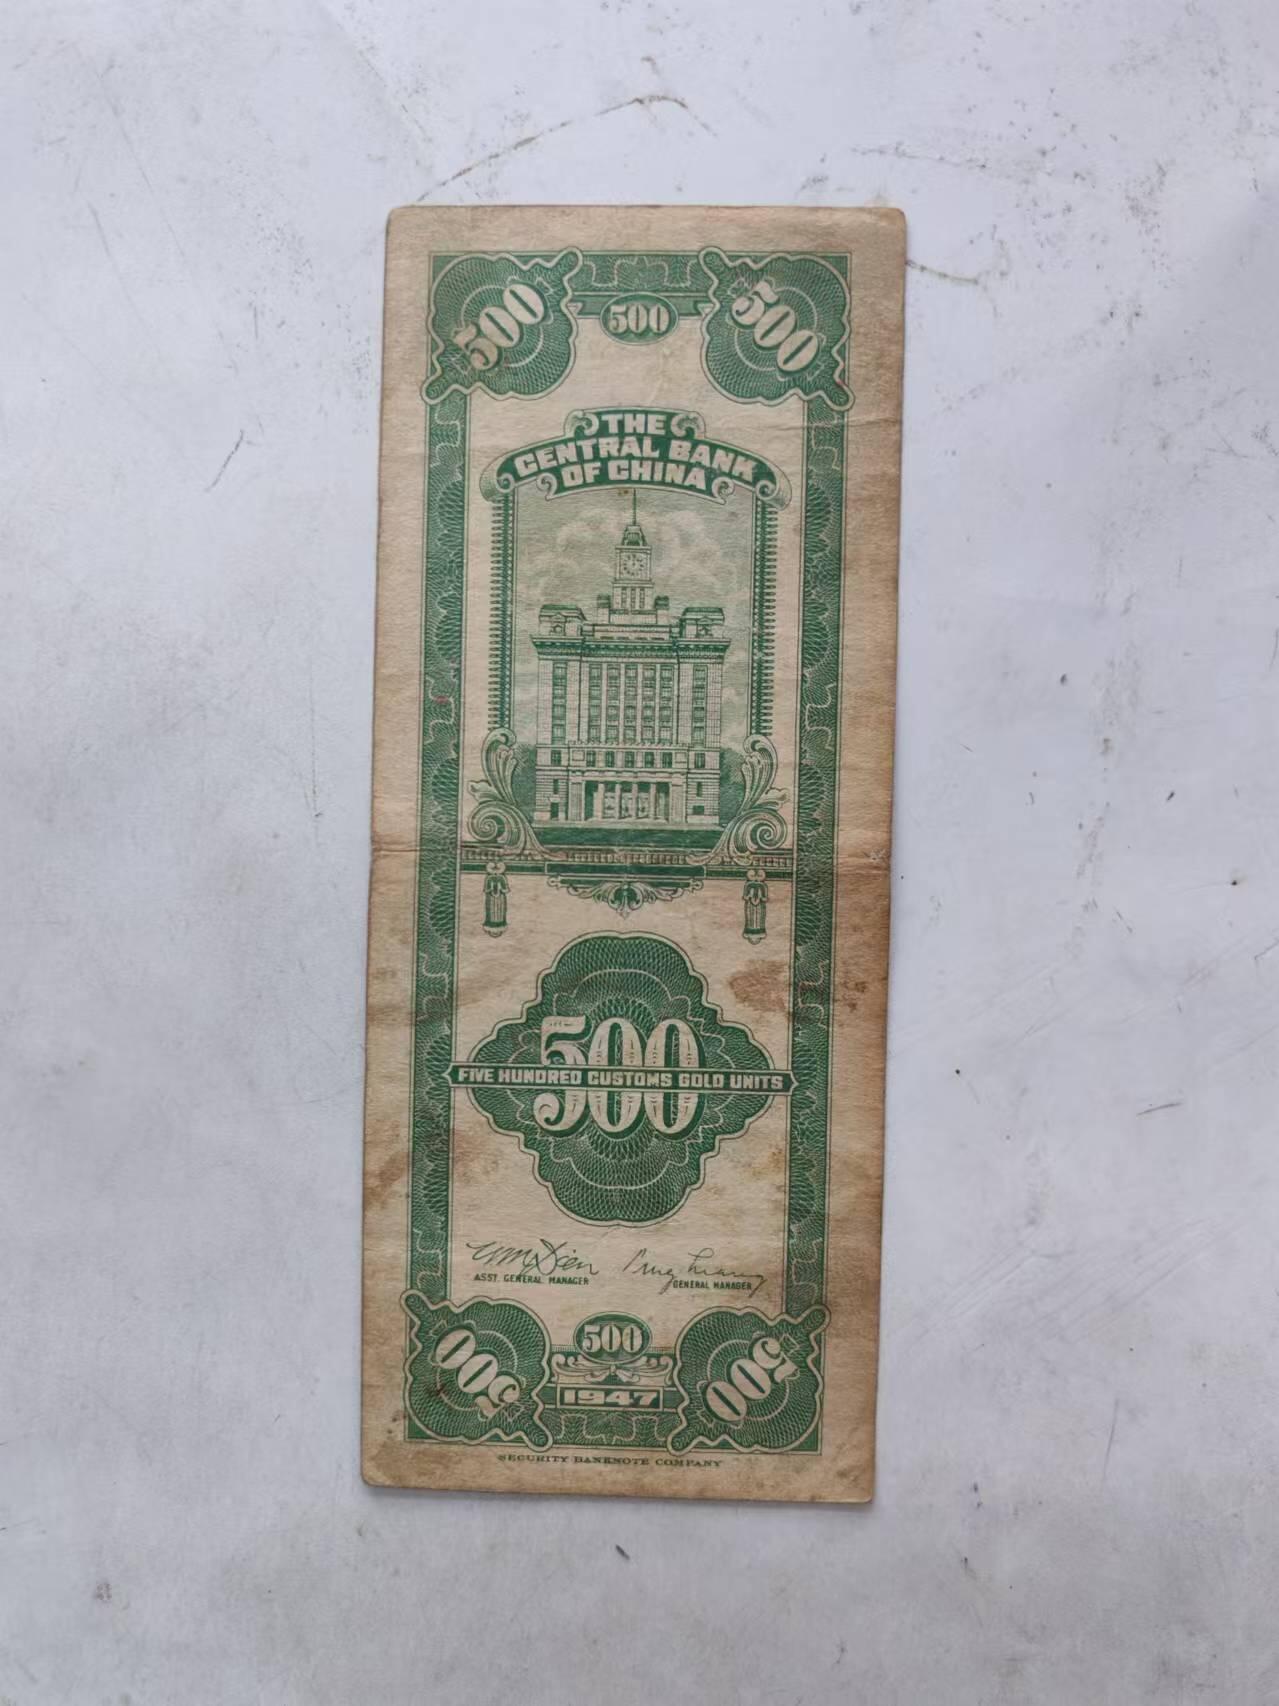 500 500 500
THE
CENTRAL BANK
OF CHINA
500
FIVE HUNDRED CUSTOMS GOLD UNITS
ASST. GENERAL MANAGER GENERAL MANAGER
500 500 500
1947
SECURITY BANKNOTE COMPANY